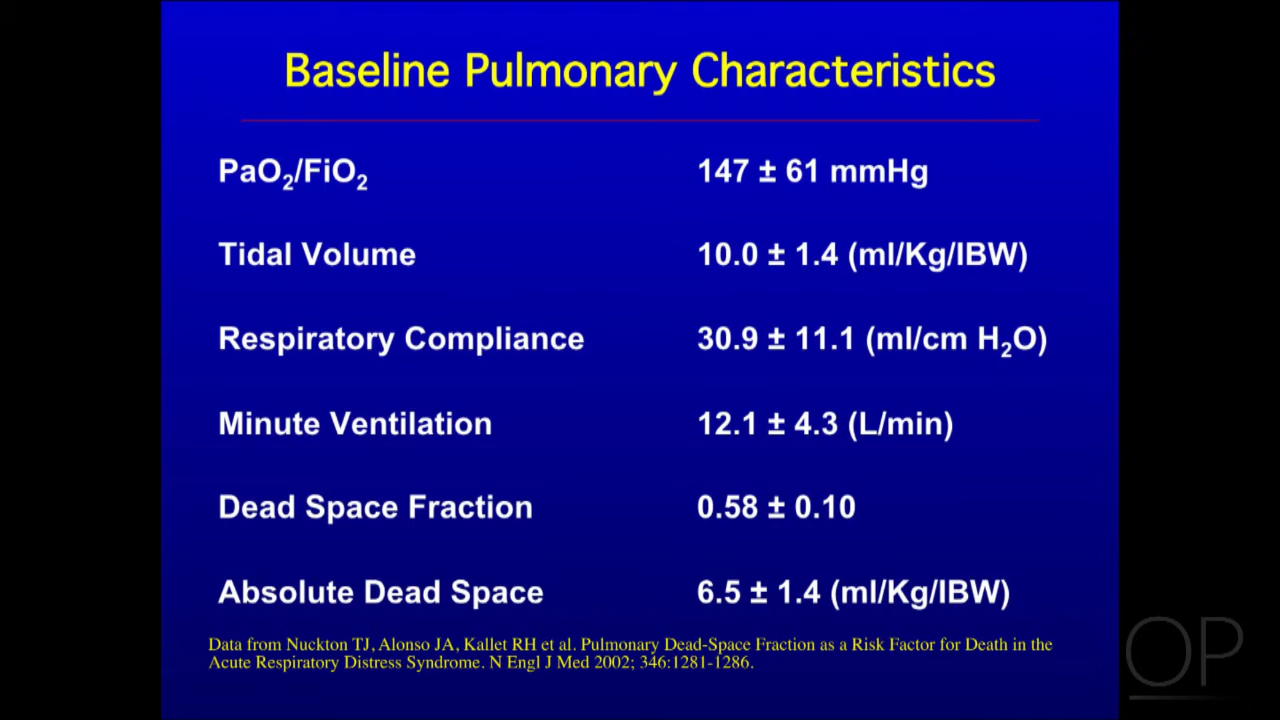 Baseline Pulmonary Characteristics
PaO₂/FiO₂ 147 ± 61 mmHg
Tidal Volume 10.0 ± 1.4 (ml/Kg/IBW)
Respiratory Compliance 30.9 ± 11.1 (ml/cm H₂O)
Minute Ventilation 12.1 ± 4.3 (L/min)
Dead Space Fraction 0.58 ± 0.10
Absolute Dead Space 6.5 ± 1.4 (ml/Kg/IBW)
Data from Nuckton TJ, Alonso JA, Kallet RH et al. Pulmonary Dead-Space Fraction as a Risk Factor for Death in the
Acute Respiratory Distress Syndrome. N Engl J Med 2002; 346:1281-1286.
OP